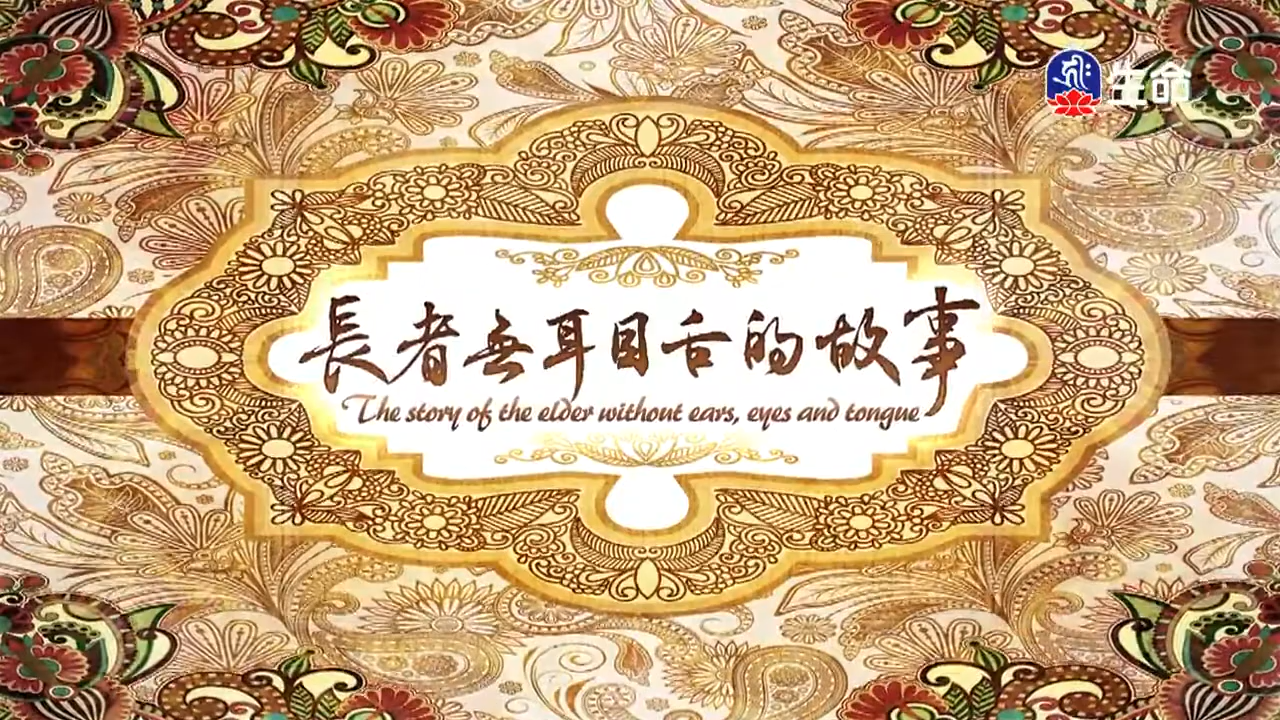 生命
長者無耳目舌的故事
The story of the elder without ears, eyes and tongue